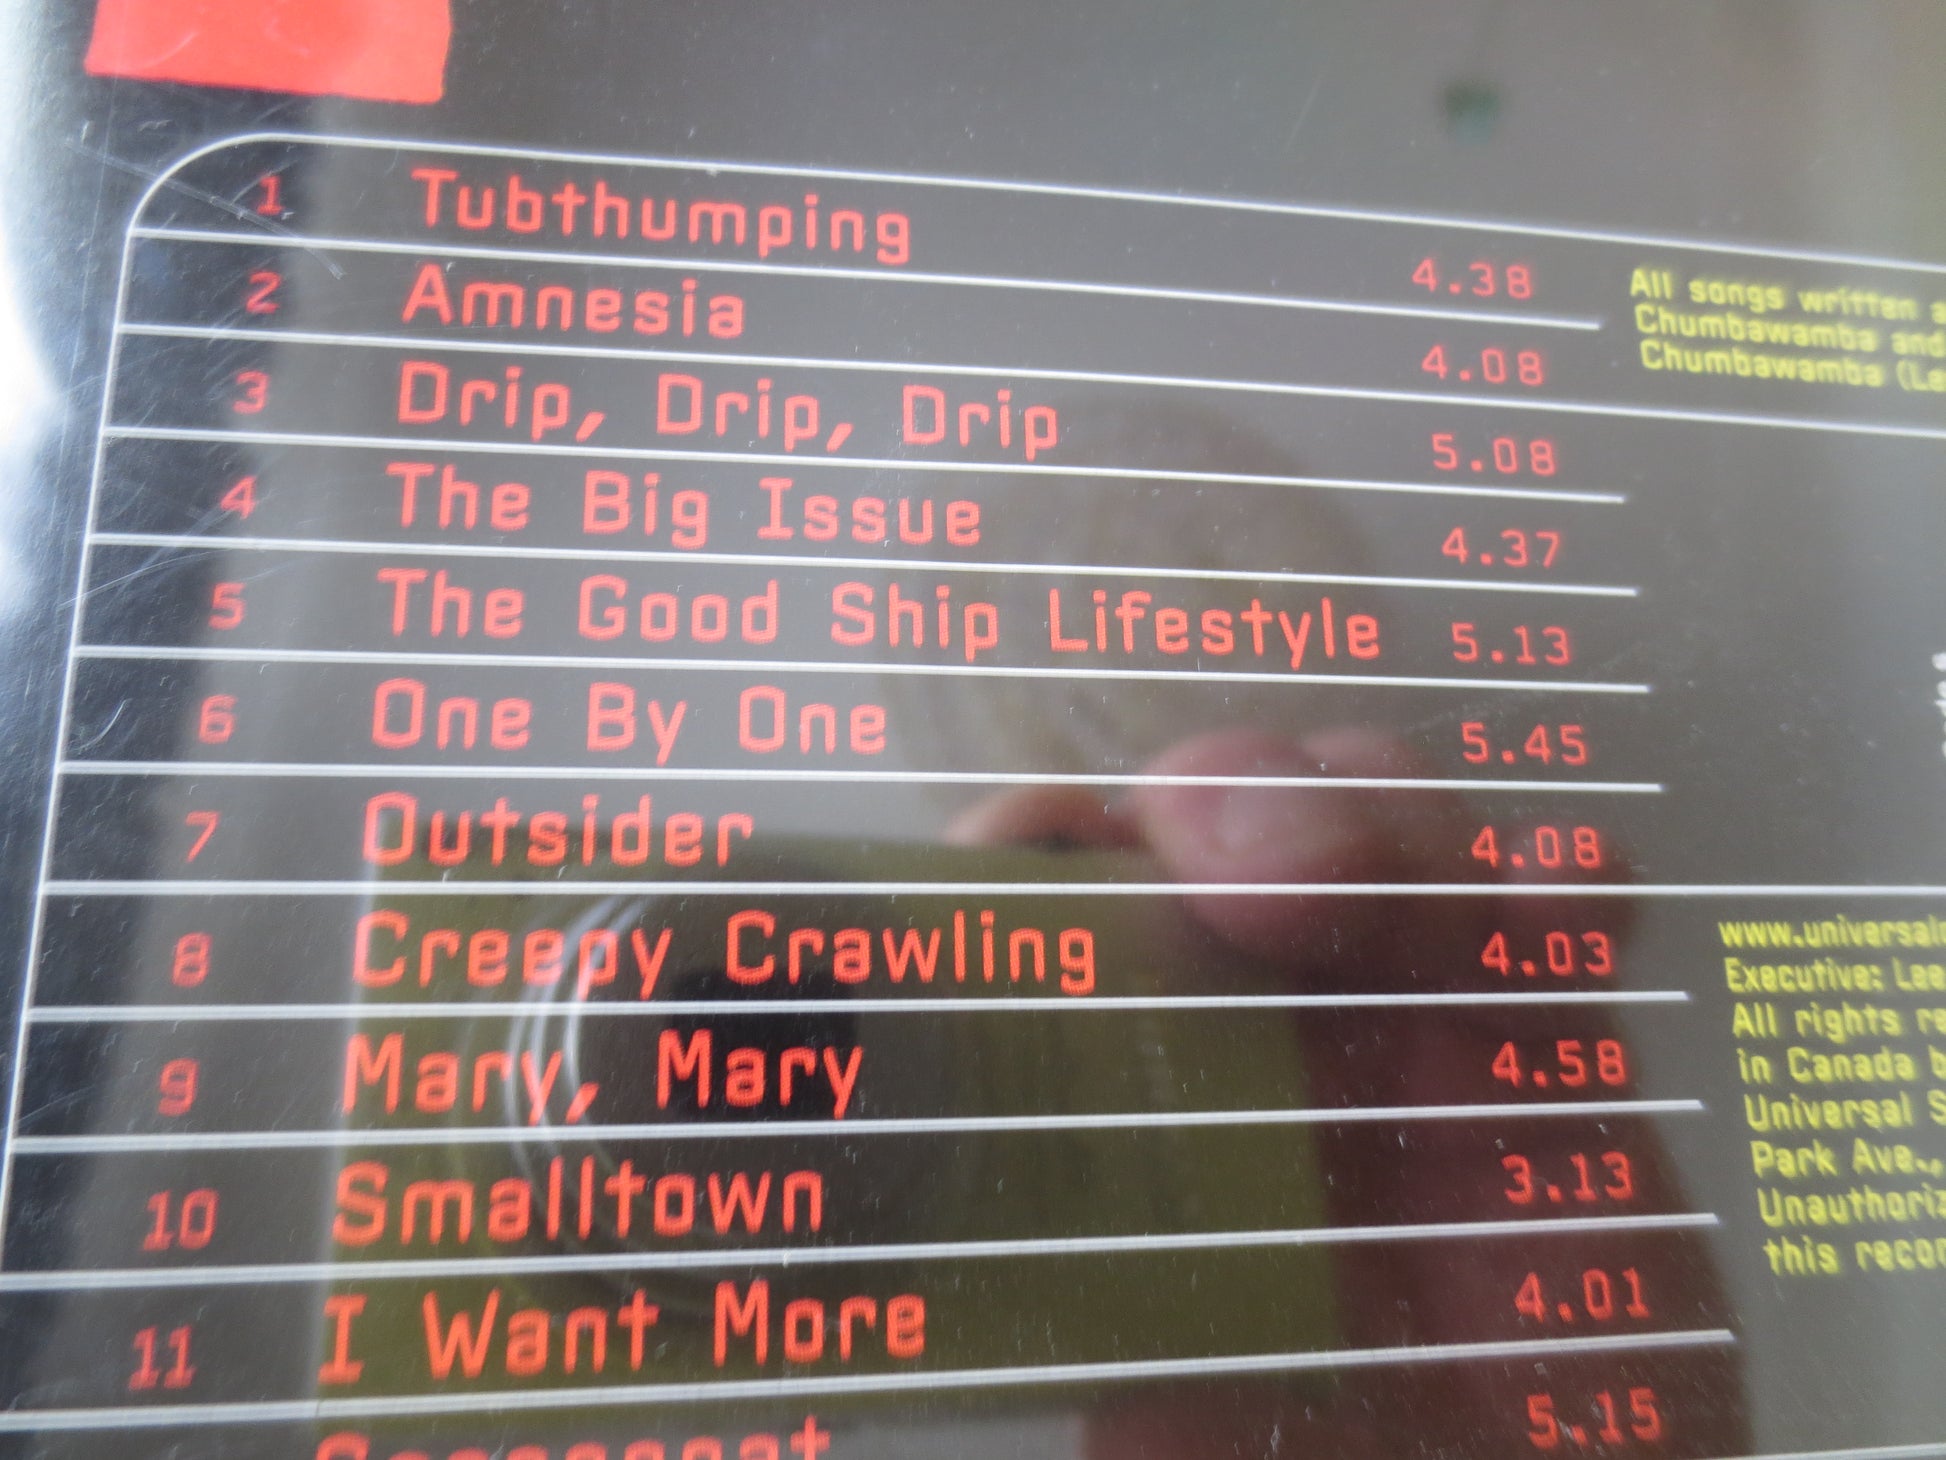 1 Tubthumping 4.38
2 Amnesia 4.08
3 Drip, Drip, Drip 5.08
4 The Big Issue 4.37
5 The Good Ship Lifestyle 5.13
6 One By One 5.45
7 Outsider 4.08
8 Creepy Crawling 4.03
9 Mary, Mary 4.58
10 Smalltown 3.13
11 I Want More 4.01
5.15
All songs written
Chumbawamba and
Chumbawamba
Executive: Lee
All rights
in Canada
Universal
Park Ave.,
this